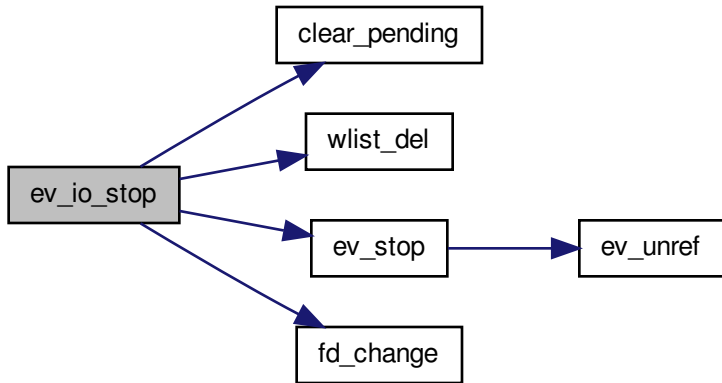 clear_pending
wlist_del
ev_io_stop
ev_stop
ev_unref
fd_change